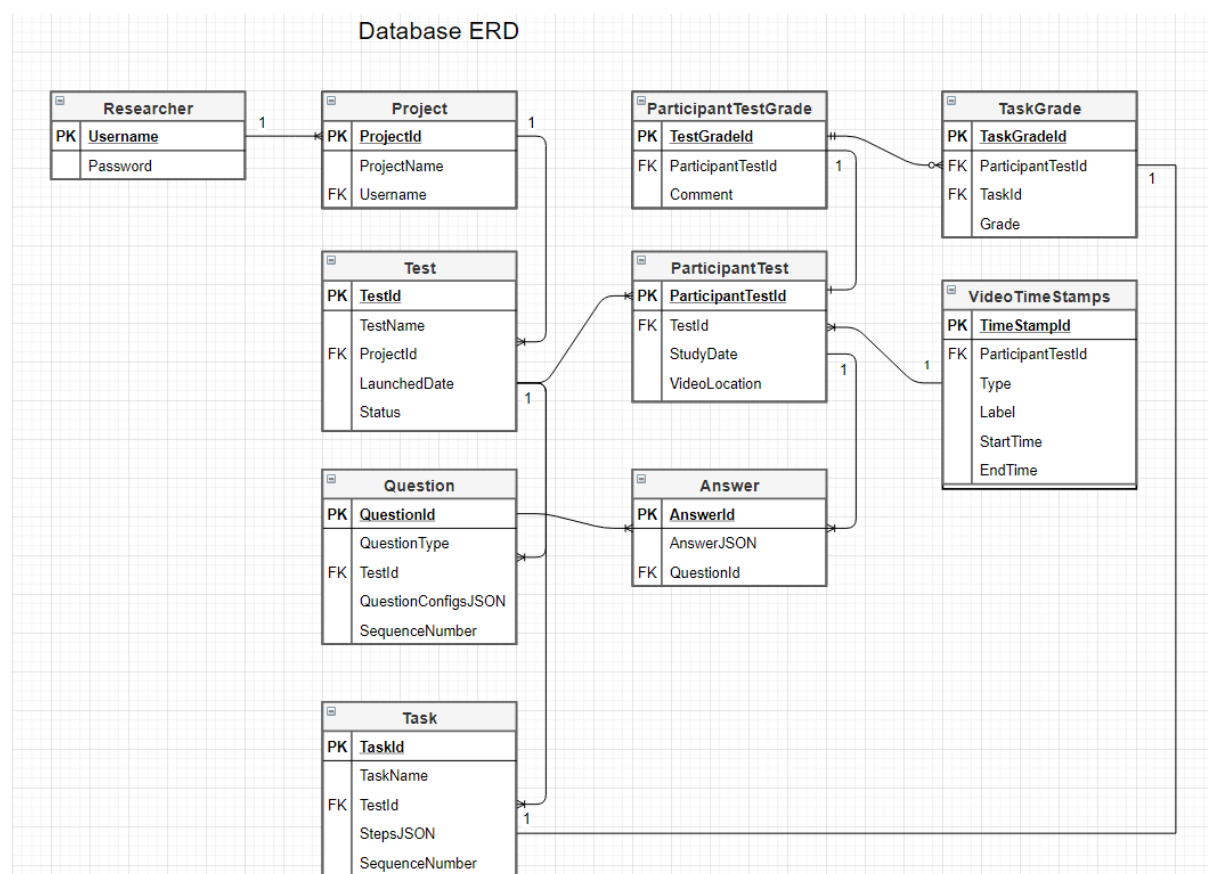 Database ERD
Researcher
PK Username
Password
1
Project
PK ProjectId
ProjectName
FK Username
1
ParticipantTestGrade
PK TestGradeId
FK ParticipantTestId
Comment
1
TaskGrade
PK TaskGradeId
FK ParticipantTestId
FK TaskId
Grade
1
Test
PK TestId
TestName
FK ProjectId
LaunchedDate
Status
1
ParticipantTest
PK ParticipantTestId
FK TestId
StudyDate
VideoLocation
1
VideoTimeStamps
PK TimeStampId
FK ParticipantTestId
Type
Label
StartTime
EndTime
1
Question
PK QuestionId
QuestionType
FK TestId
QuestionConfigsJSON
SequenceNumber
Answer
PK AnswerId
AnswerJSON
FK QuestionId
Task
PK TaskId
TaskName
FK TestId
StepsJSON
SequenceNumber
1